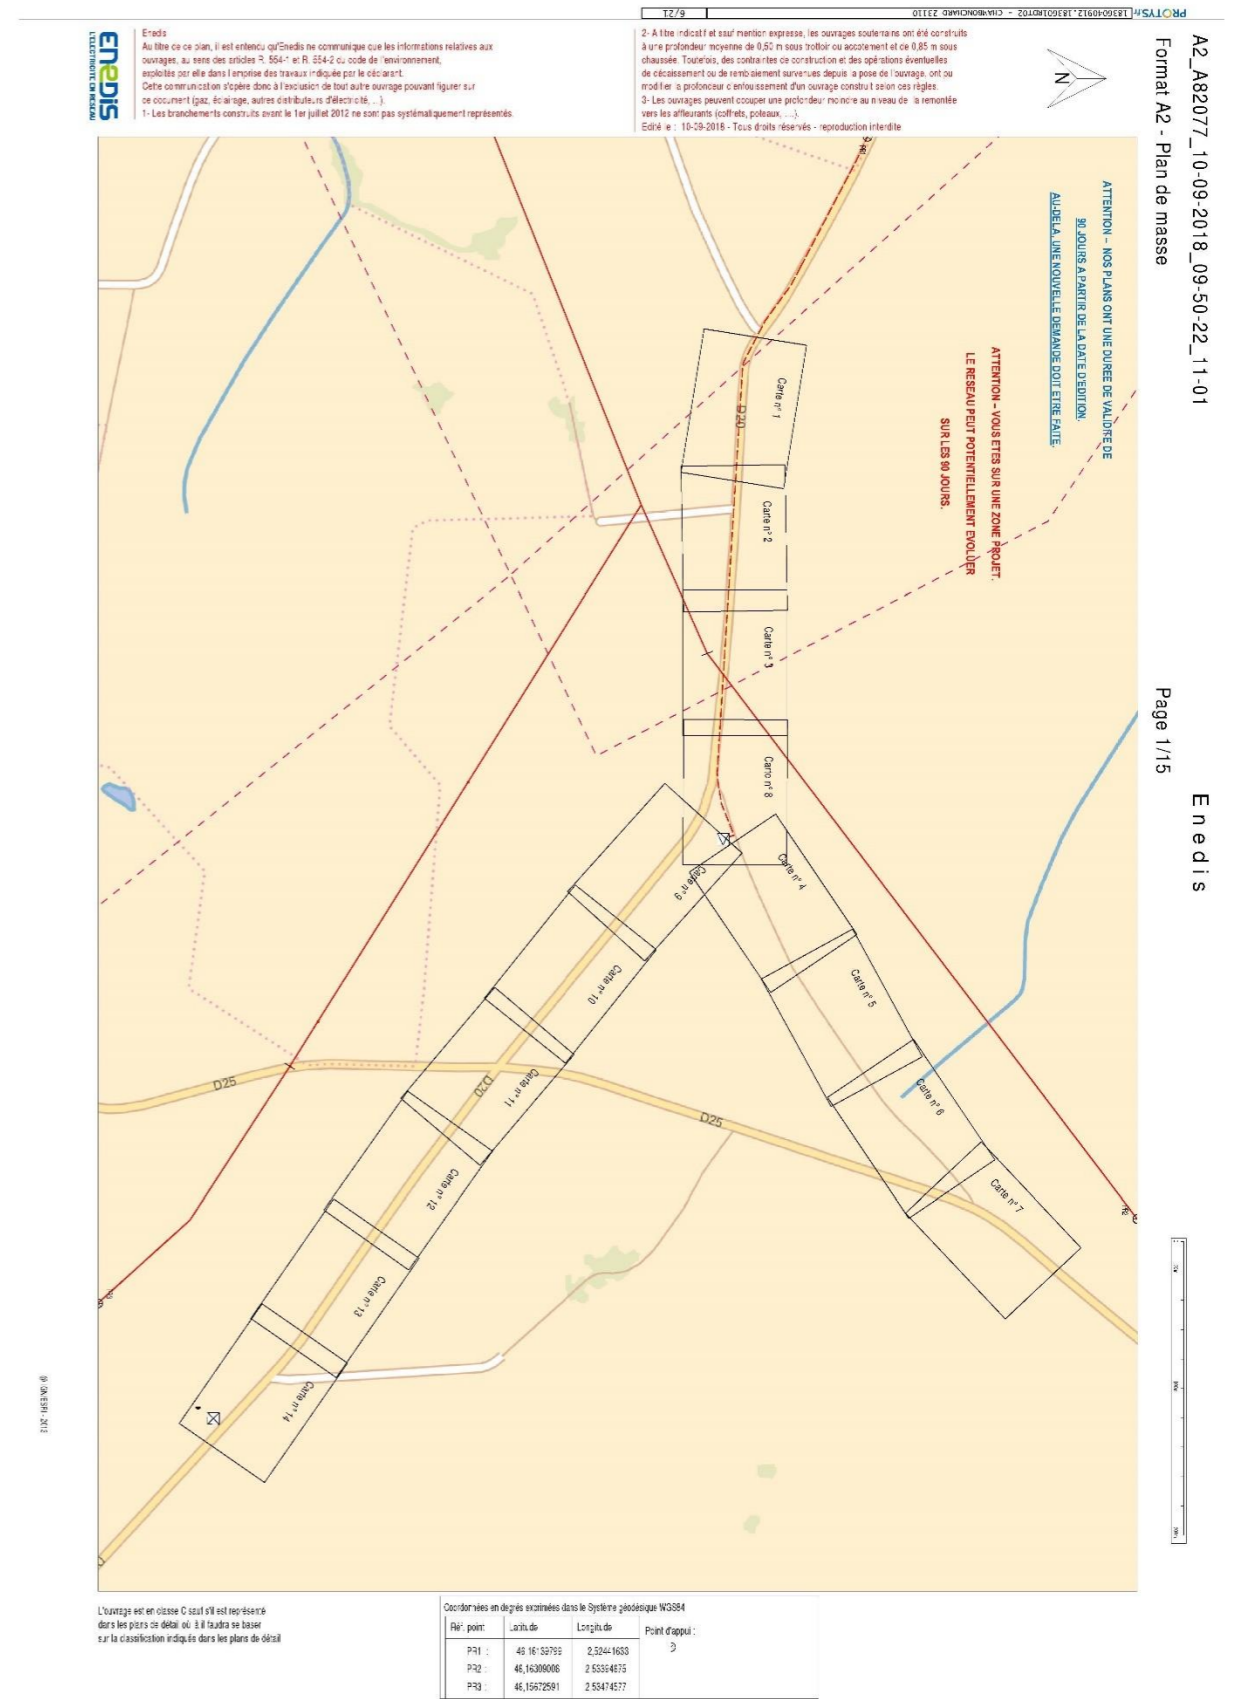 PROTYS.fr
6/21
enedis
L'ELECTRICITE EN RESEAU
Enedis
Au titre de ce plan, il est entendu qu'Enedis ne communique que les informations relatives aux
ouvrages, au sens des articles R. 554-1 et R. 554-2 du code de l'environnement,
exploités par elle dans l'emprise des travaux indiquée par le déclarant.
Cette communication s'opère donc à l'exclusion de tout autre ouvrage pouvant figurer sur
ce document (gaz, éclairage, autres distributeurs d'électricité, ...).
1- Les branchements construits avant le 1er juillet 2012 ne sont pas systématiquement représentés.
2- A titre indicatif et sauf mention expresse, les ouvrages souterrains ont été construits
à une profondeur moyenne de 0,50 m sous trottoir ou accotement et de 0,85 m sous
chaussée. Toutefois, des contraintes de construction et des opérations éventuelles
de décaissement ou de remblaiement survenues depuis la pose de l'ouvrage, ont pu
modifier la profondeur d'enfouissement d'un ouvrage construit selon ces règles.
3- Les ouvrages peuvent occuper une profondeur moindre au niveau de la remontée
vers les affleurants (coffrets, poteaux, ...).
Edité le : 10-09-2018 - Tous droits réservés - reproduction interdite
N
A2_A82077_10-09-2018_09-50-22_11-01
Format A2 - Plan de masse
Page 1/15
Enedis
ATTENTION – NOS PLANS ONT UNE DUREE DE VALIDITE DE
90 JOURS A PARTIR DE LA DATE D'EDITION.
AU-DELA, UNE NOUVELLE DEMANDE DOIT ETRE FAITE.
ATTENTION – VOUS ETES SUR UNE ZONE PROJET.
LE RESEAU PEUT POTENTIELLEMENT EVOLUER
SUR LES 90 JOURS.
PR1
Carte n° 1
D20
Carte n° 2
Carte n° 3
Carte n° 8
Carte n° 4
Carte n° 9
Carte n° 5
Carte n° 10
Carte n° 6
Carte n° 11
D20
D25
D25
Carte n° 7
Carte n° 12
Carte n° 13
Carte n° 14
L'ouvrage est en classe C sauf s'il est représenté
dans les plans de détail où il faudra se baser
sur la classification indiquée dans les plans de détail
Coordonnées en degrés exprimées dans le Système géodésique WGS84
Réf. point Latitude Longitude Point d'appui :
PR1 :
PR2 :
PR3 :